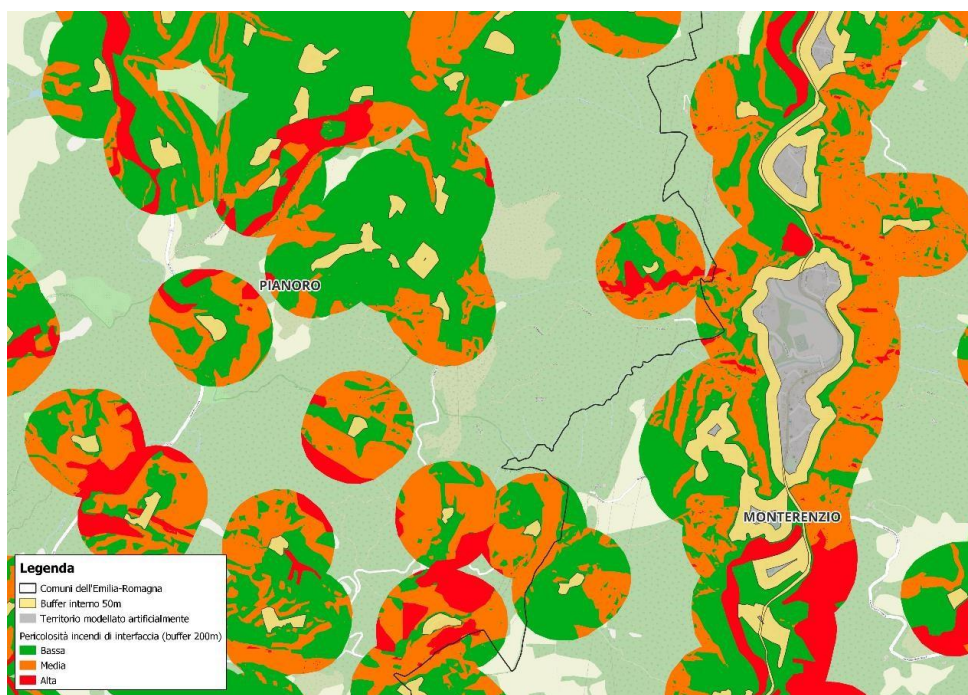 PIANORO
MONTERENZIO
Legenda
Comuni dell'Emilia-Romagna
Buffer interno 50m
Territorio modellato artificialmente
Pericolosità incendi di interfaccia (buffer 200m)
Bassa
Media
Alta